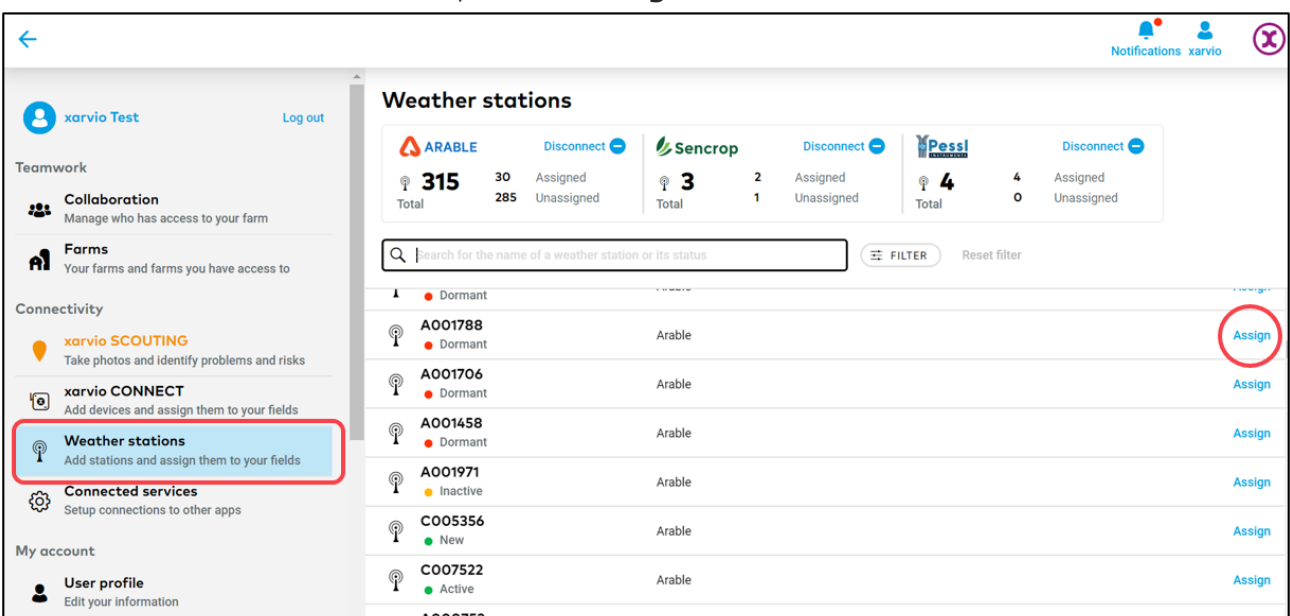 Notifications xarvio
xarvio Test Log out
Teamwork
Collaboration
Manage who has access to your farm
Farms
Your farms and farms you have access to
Connectivity
xarvio SCOUTING
Take photos and identify problems and risks
xarvio CONNECT
Add devices and assign them to your fields
Weather stations
Add stations and assign them to your fields
Connected services
Setup connections to other apps
My account
User profile
Edit your information
Weather stations
ARABLE Disconnect
315 30 Assigned
Total 285 Unassigned
Sencrop Disconnect
3 2 Assigned
Total 1 Unassigned
Pessl Disconnect
INSTRUMENTS
4 4 Assigned
Total 0 Unassigned
Search for the name of a weather station or its status FILTER Reset filter
Dormant
A001788
Dormant Arable Assign
A001706
Dormant Arable Assign
A001458
Dormant Arable Assign
A001971
Inactive Arable Assign
C005356
New Arable Assign
C007522
Active Arable Assign